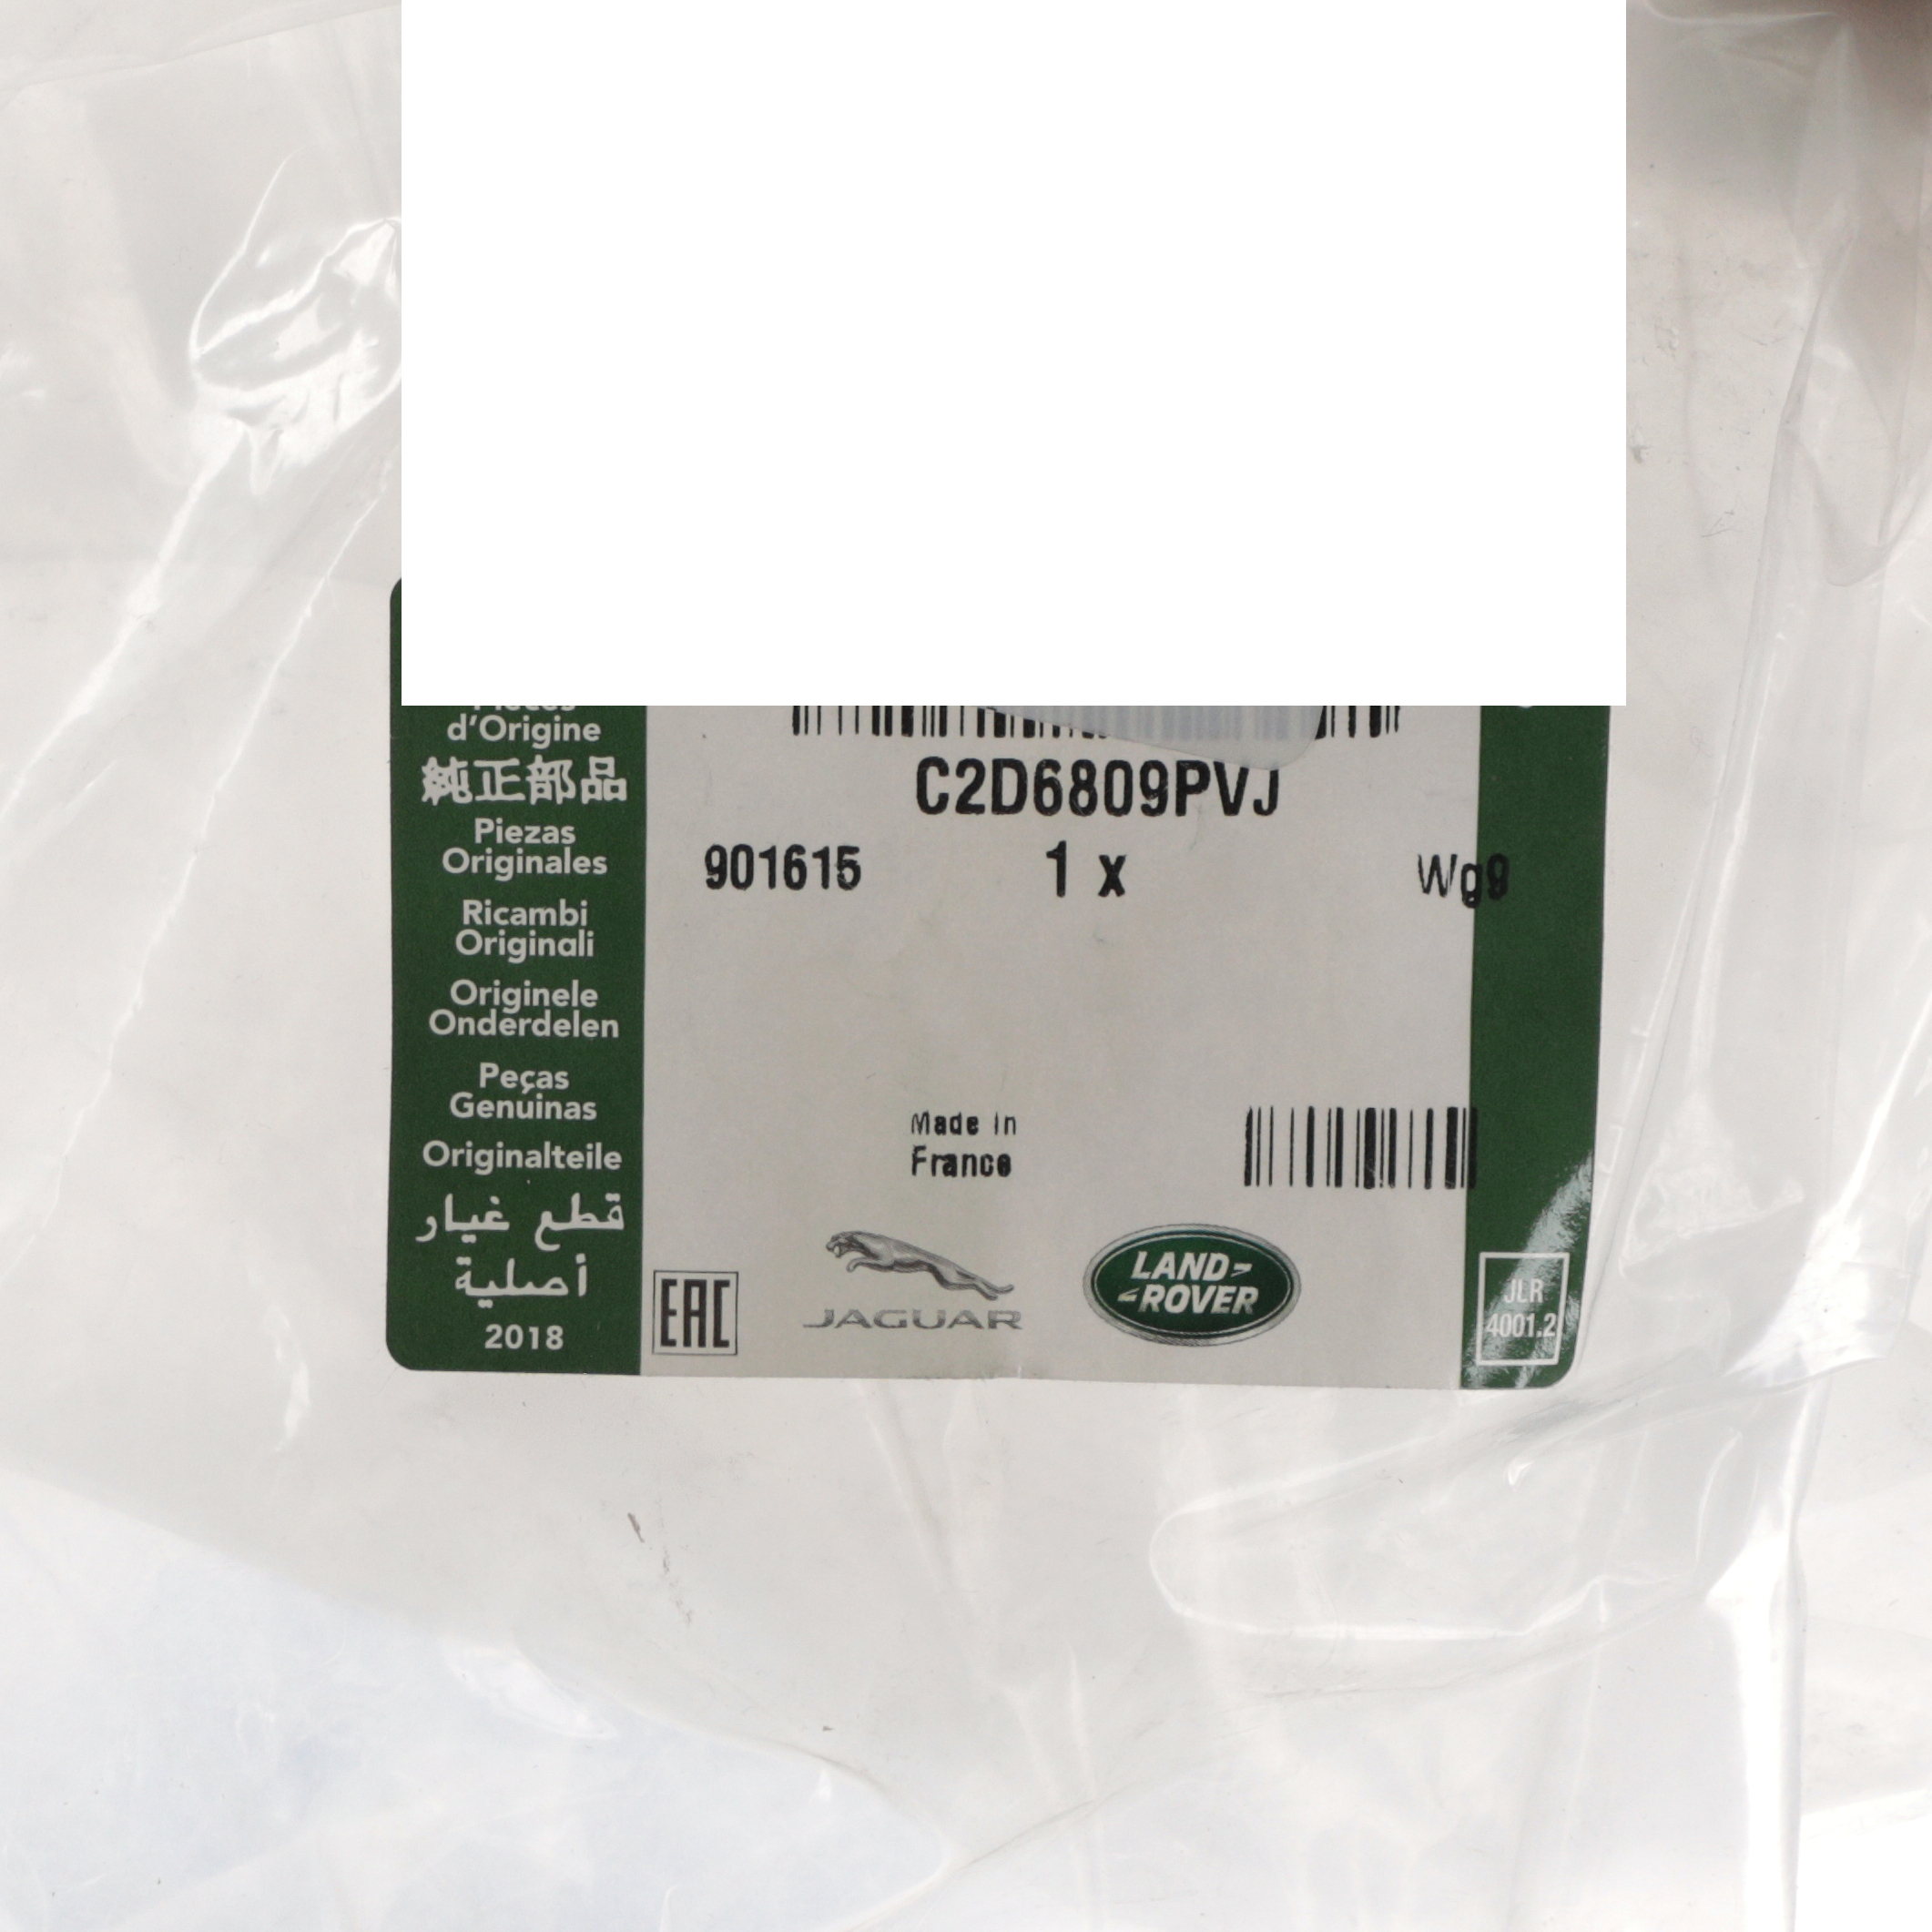 d'Origine
純正部品
Piezas
Originales
Ricambi
Originali
Originele
Onderdelen
Peças
Genuínas
Originalteile
قطع غيار
أصلية
2018
C2D6809PVJ
901615 1 x Wg9
Made in
France
EAC
JAGUAR
LAND-
ROVER
JLR
4001.2